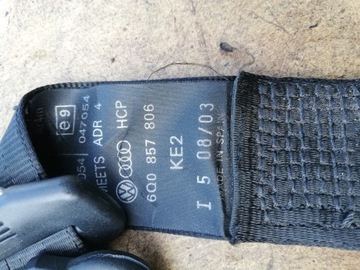 e9
047054
054
MEETS ADR 4
HCP
6Q0 857 806
KE2
I 5 08/03
MADE IN SPAIN